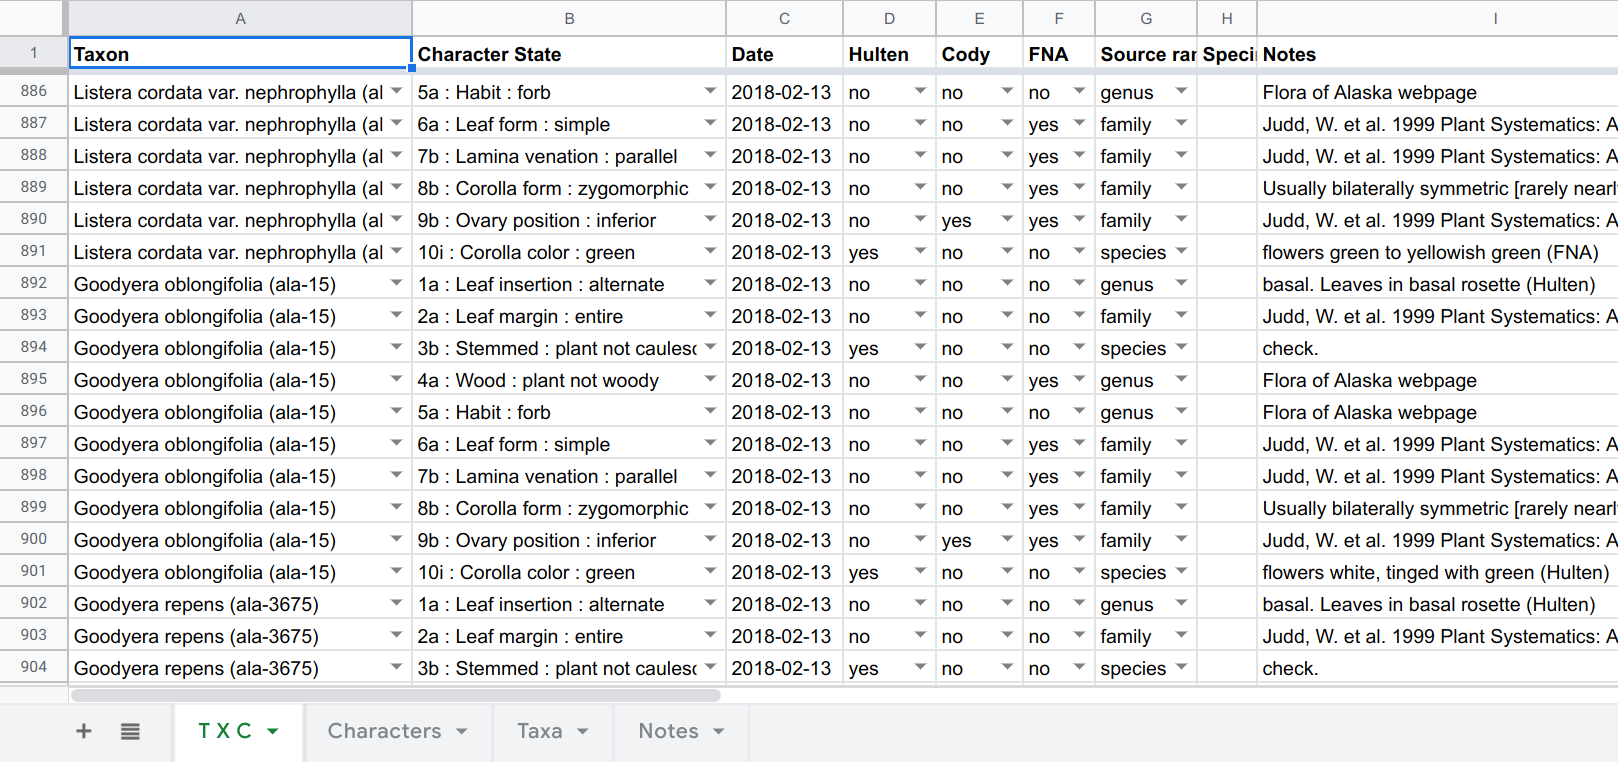 A B C D E F G H I
1 Taxon Character State Date Hulten Cody FNA Source ran Speci Notes
886 Listera cordata var. nephrophylla (al 5a : Habit : forb 2018-02-13 no no no genus Flora of Alaska webpage
887 Listera cordata var. nephrophylla (al 6a : Leaf form : simple 2018-02-13 no no yes family Judd, W. et al. 1999 Plant Systematics: A
888 Listera cordata var. nephrophylla (al 7b : Lamina venation : parallel 2018-02-13 no no yes family Judd, W. et al. 1999 Plant Systematics: A
889 Listera cordata var. nephrophylla (al 8b : Corolla form : zygomorphic 2018-02-13 no no yes family Usually bilaterally symmetric [rarely nearl
890 Listera cordata var. nephrophylla (al 9b : Ovary position : inferior 2018-02-13 no yes yes family Judd, W. et al. 1999 Plant Systematics: A
891 Listera cordata var. nephrophylla (al 10i : Corolla color : green 2018-02-13 yes no no species flowers green to yellowish green (FNA)
892 Goodyera oblongifolia (ala-15) 1a : Leaf insertion : alternate 2018-02-13 no no no genus basal. Leaves in basal rosette (Hulten)
893 Goodyera oblongifolia (ala-15) 2a : Leaf margin : entire 2018-02-13 no no no family Judd, W. et al. 1999 Plant Systematics: A
894 Goodyera oblongifolia (ala-15) 3b : Stemmed : plant not caulesc 2018-02-13 yes no no species check.
895 Goodyera oblongifolia (ala-15) 4a : Wood : plant not woody 2018-02-13 no no yes genus Flora of Alaska webpage
896 Goodyera oblongifolia (ala-15) 5a : Habit : forb 2018-02-13 no no no genus Flora of Alaska webpage
897 Goodyera oblongifolia (ala-15) 6a : Leaf form : simple 2018-02-13 no no yes family Judd, W. et al. 1999 Plant Systematics: A
898 Goodyera oblongifolia (ala-15) 7b : Lamina venation : parallel 2018-02-13 no no yes family Judd, W. et al. 1999 Plant Systematics: A
899 Goodyera oblongifolia (ala-15) 8b : Corolla form : zygomorphic 2018-02-13 no no yes family Usually bilaterally symmetric [rarely nearl
900 Goodyera oblongifolia (ala-15) 9b : Ovary position : inferior 2018-02-13 no yes yes family Judd, W. et al. 1999 Plant Systematics: A
901 Goodyera oblongifolia (ala-15) 10i : Corolla color : green 2018-02-13 yes no no species flowers white, tinged with green (Hulten)
902 Goodyera repens (ala-3675) 1a : Leaf insertion : alternate 2018-02-13 no no no genus basal. Leaves in basal rosette (Hulten)
903 Goodyera repens (ala-3675) 2a : Leaf margin : entire 2018-02-13 no no no family Judd, W. et al. 1999 Plant Systematics: A
904 Goodyera repens (ala-3675) 3b : Stemmed : plant not caulesc 2018-02-13 yes no no species check.
T X C Characters Taxa Notes